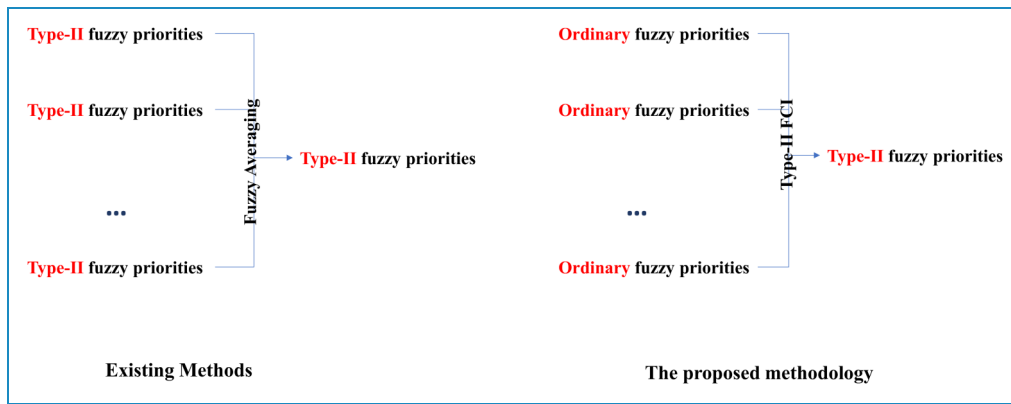 Type-II fuzzy priorities
Type-II fuzzy priorities
Fuzzy Averaging
Type-II fuzzy priorities
...
Type-II fuzzy priorities
Existing Methods
Ordinary fuzzy priorities
Ordinary fuzzy priorities
Type-II FCI
Type-II fuzzy priorities
...
Ordinary fuzzy priorities
The proposed methodology